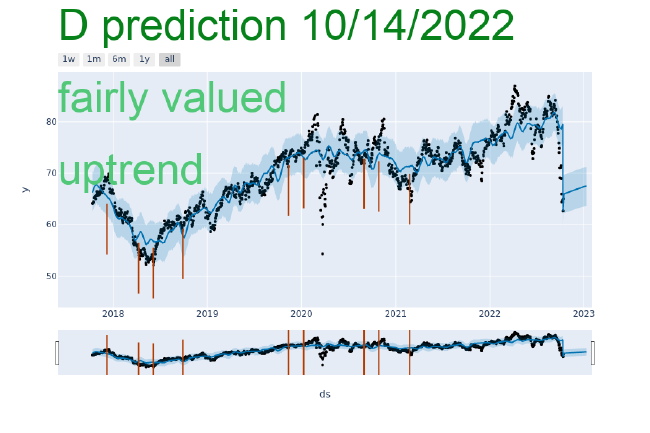 D prediction 10/14/2022
1w 1m 6m 1y all
fairly valued
80
uptrend
70
y
60
50
2018 2019 2020 2021 2022 2023
ds